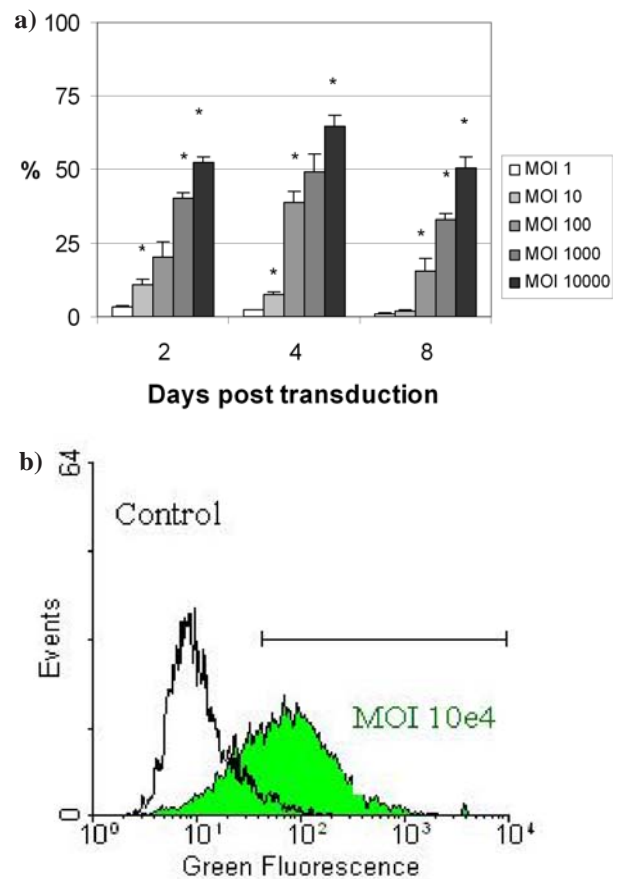 a)
100
75
%
50
25
0
* * * *
* * * *
* * *
2 4 8
Days post transduction
MOI 1
MOI 10
MOI 100
MOI 1000
MOI 10000
b)
64
Control
Events
MOI 10e4
0
10⁰ 10¹ 10² 10³ 10⁴
Green Fluorescence